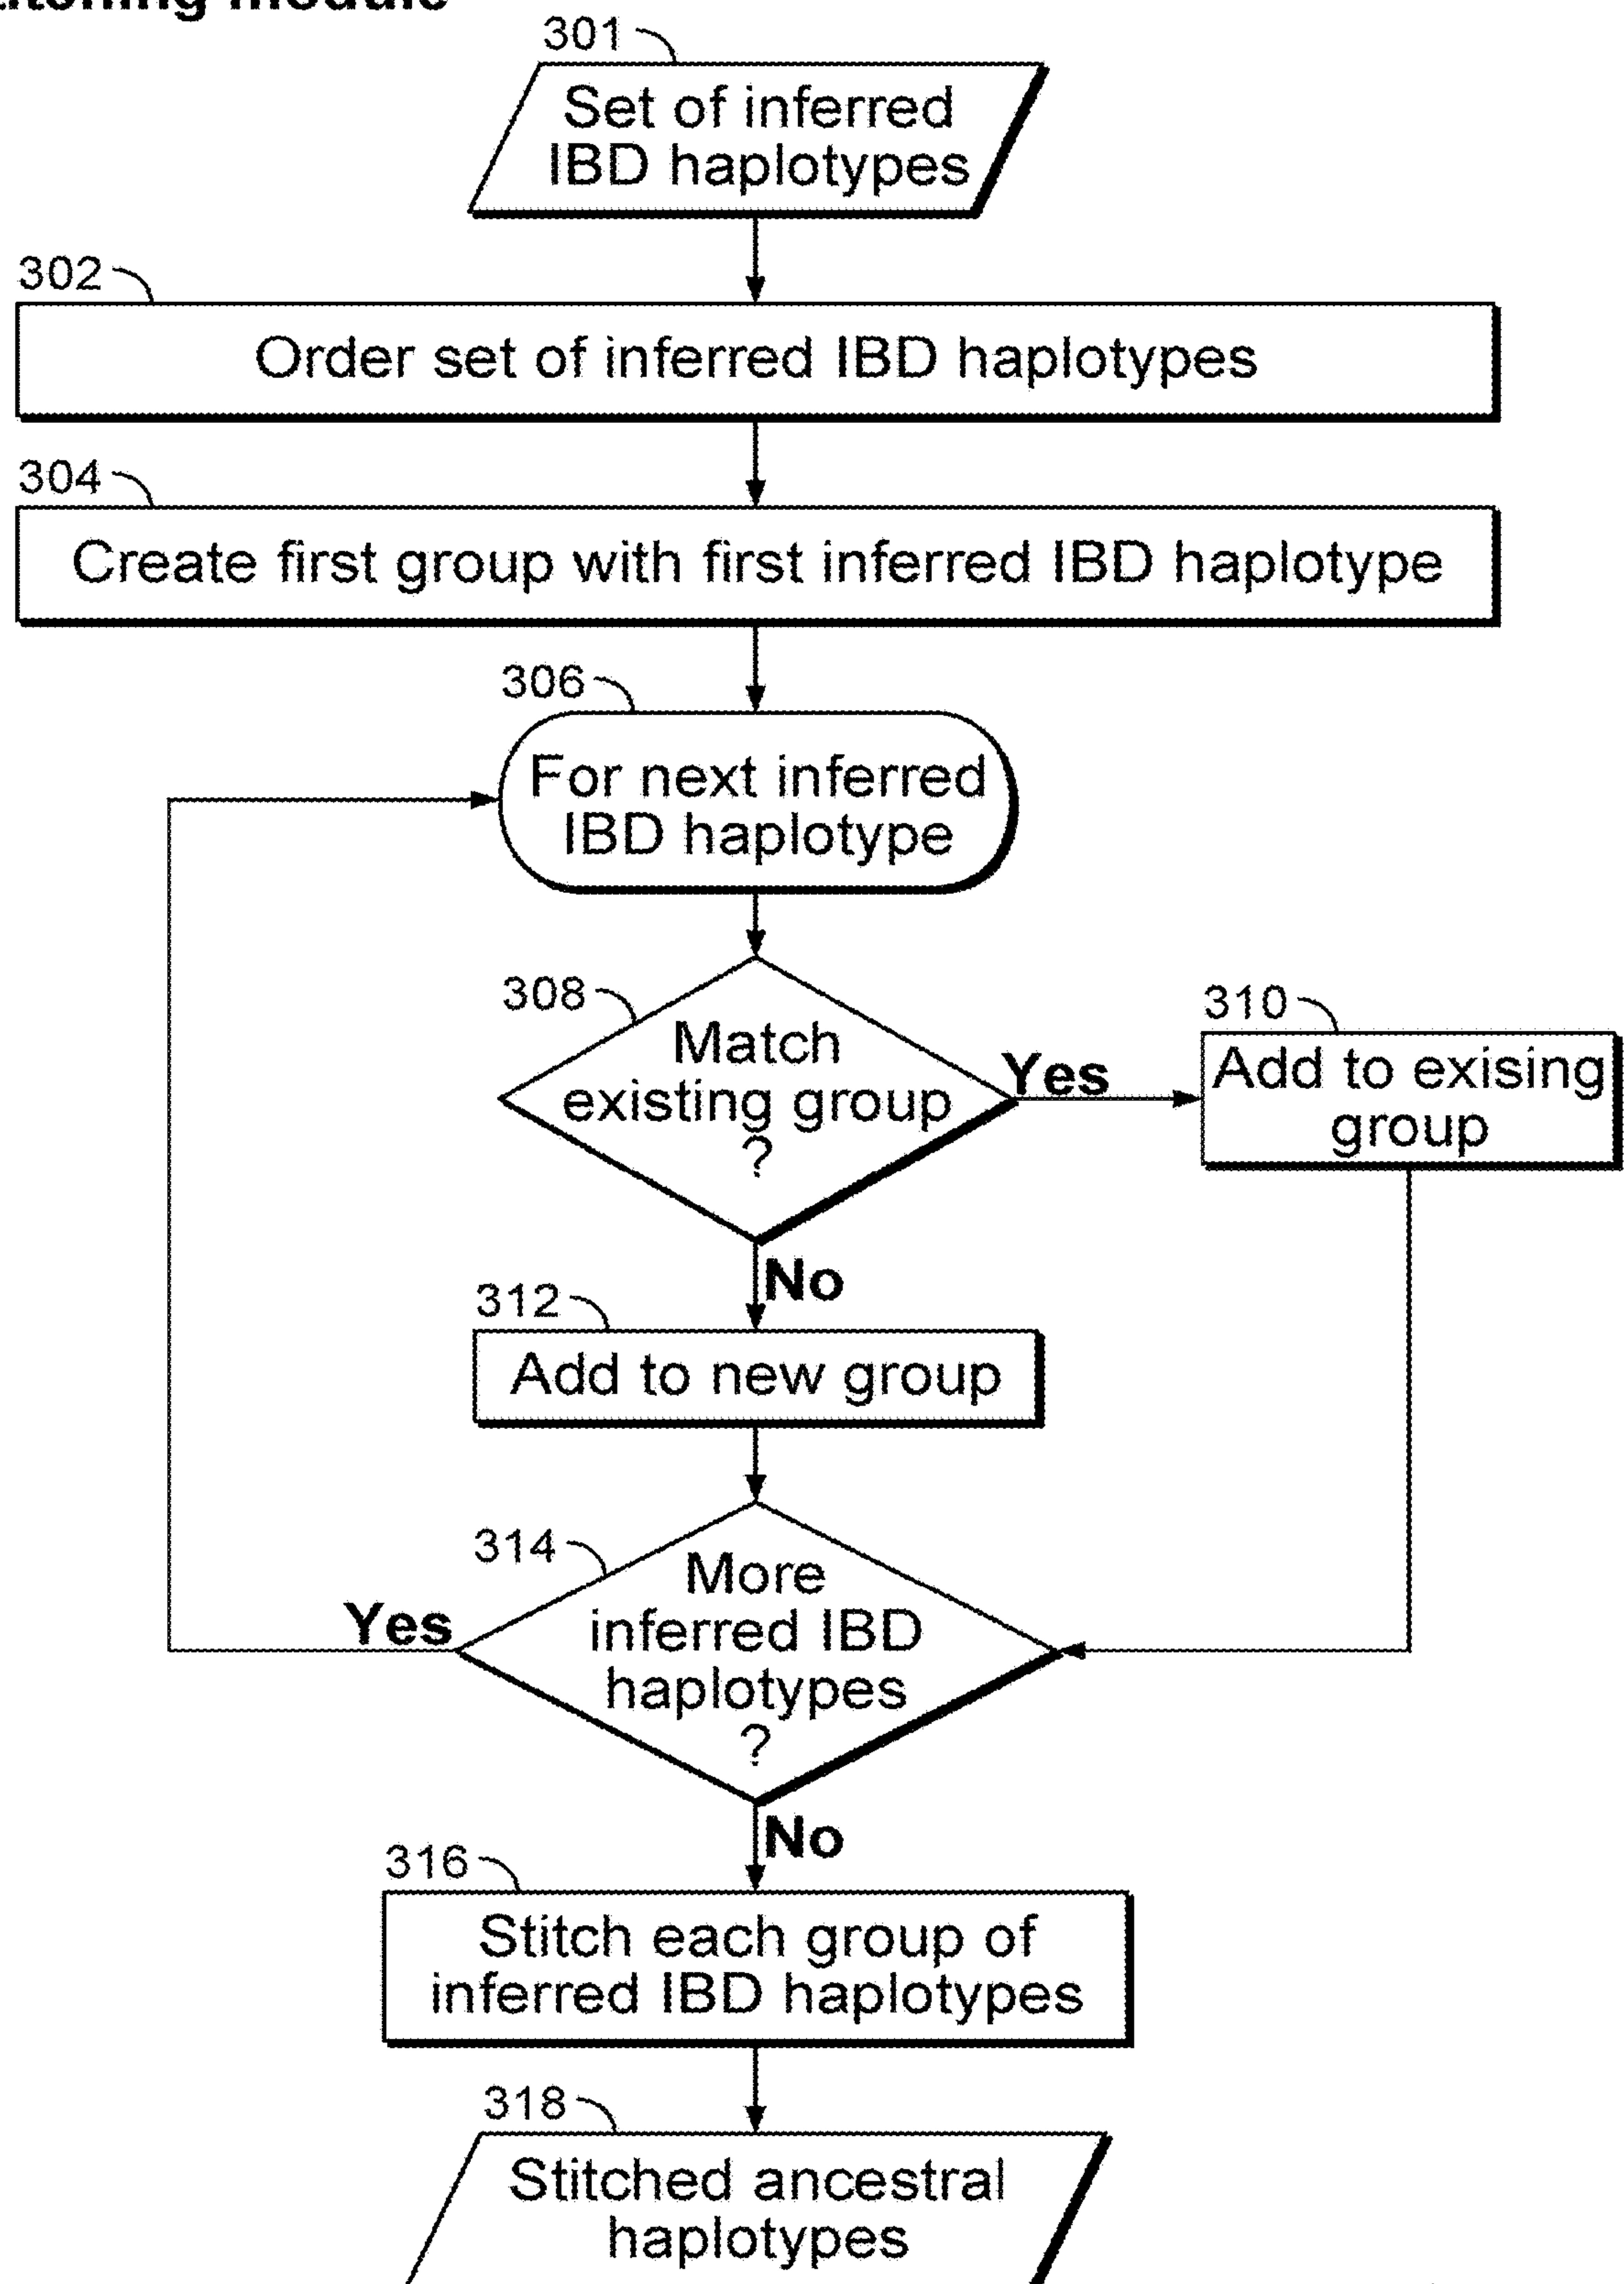 module
301
Set of inferred
IBD haplotypes
302
Order set of inferred IBD haplotypes
304
Create first group with first inferred IBD haplotype
306
For next inferred
IBD haplotype
308
Match
existing group
?
Yes
310
Add to exising
group
No
312
Add to new group
314
More
inferred IBD
haplotypes
?
Yes
No
316
Stitch each group of
inferred IBD haplotypes
318
Stitched ancestral
haplotypes